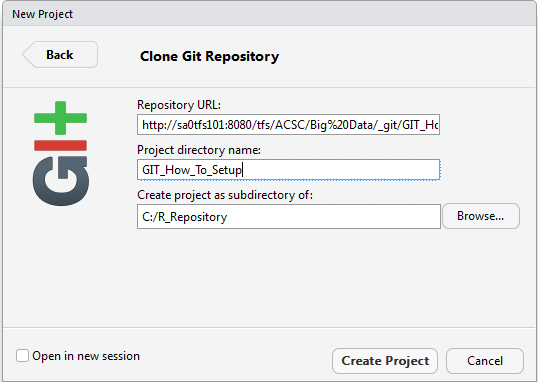 New Project
Back
Clone Git Repository
GIt
Repository URL:
http://sa0tfs101:8080/tfs/ACSC/Big%20Data/_git/GIT_Ho
Project directory name:
GIT_How_To_Setup
Create project as subdirectory of:
C:/R_Repository
Browse...
Open in new session
Create Project
Cancel